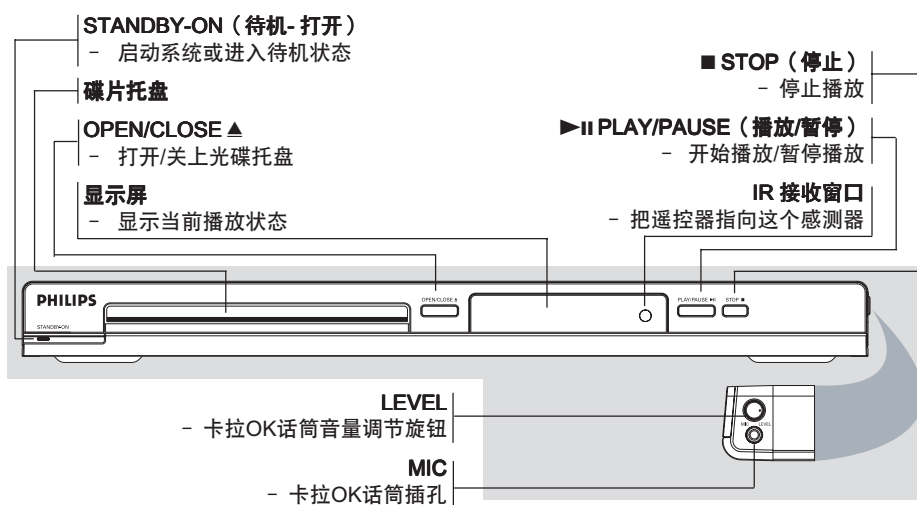 STANDBY-ON（待机- 打开）
- 启动系统或进入待机状态
碟片托盘
OPEN/CLOSE ▲
- 打开/关上光碟托盘
显示屏
- 显示当前播放状态
■ STOP（停止）
- 停止播放
►II PLAY/PAUSE（播放/暂停）
- 开始播放/暂停播放
IR 接收窗口
- 把遥控器指向这个感测器
PHILIPS
STANDBY-ON
OPEN/CLOSE ▲
PLAY/PAUSE ►II
STOP ■
LEVEL
- 卡拉OK话筒音量调节旋钮
MIC
- 卡拉OK话筒插孔
MIC LEVEL